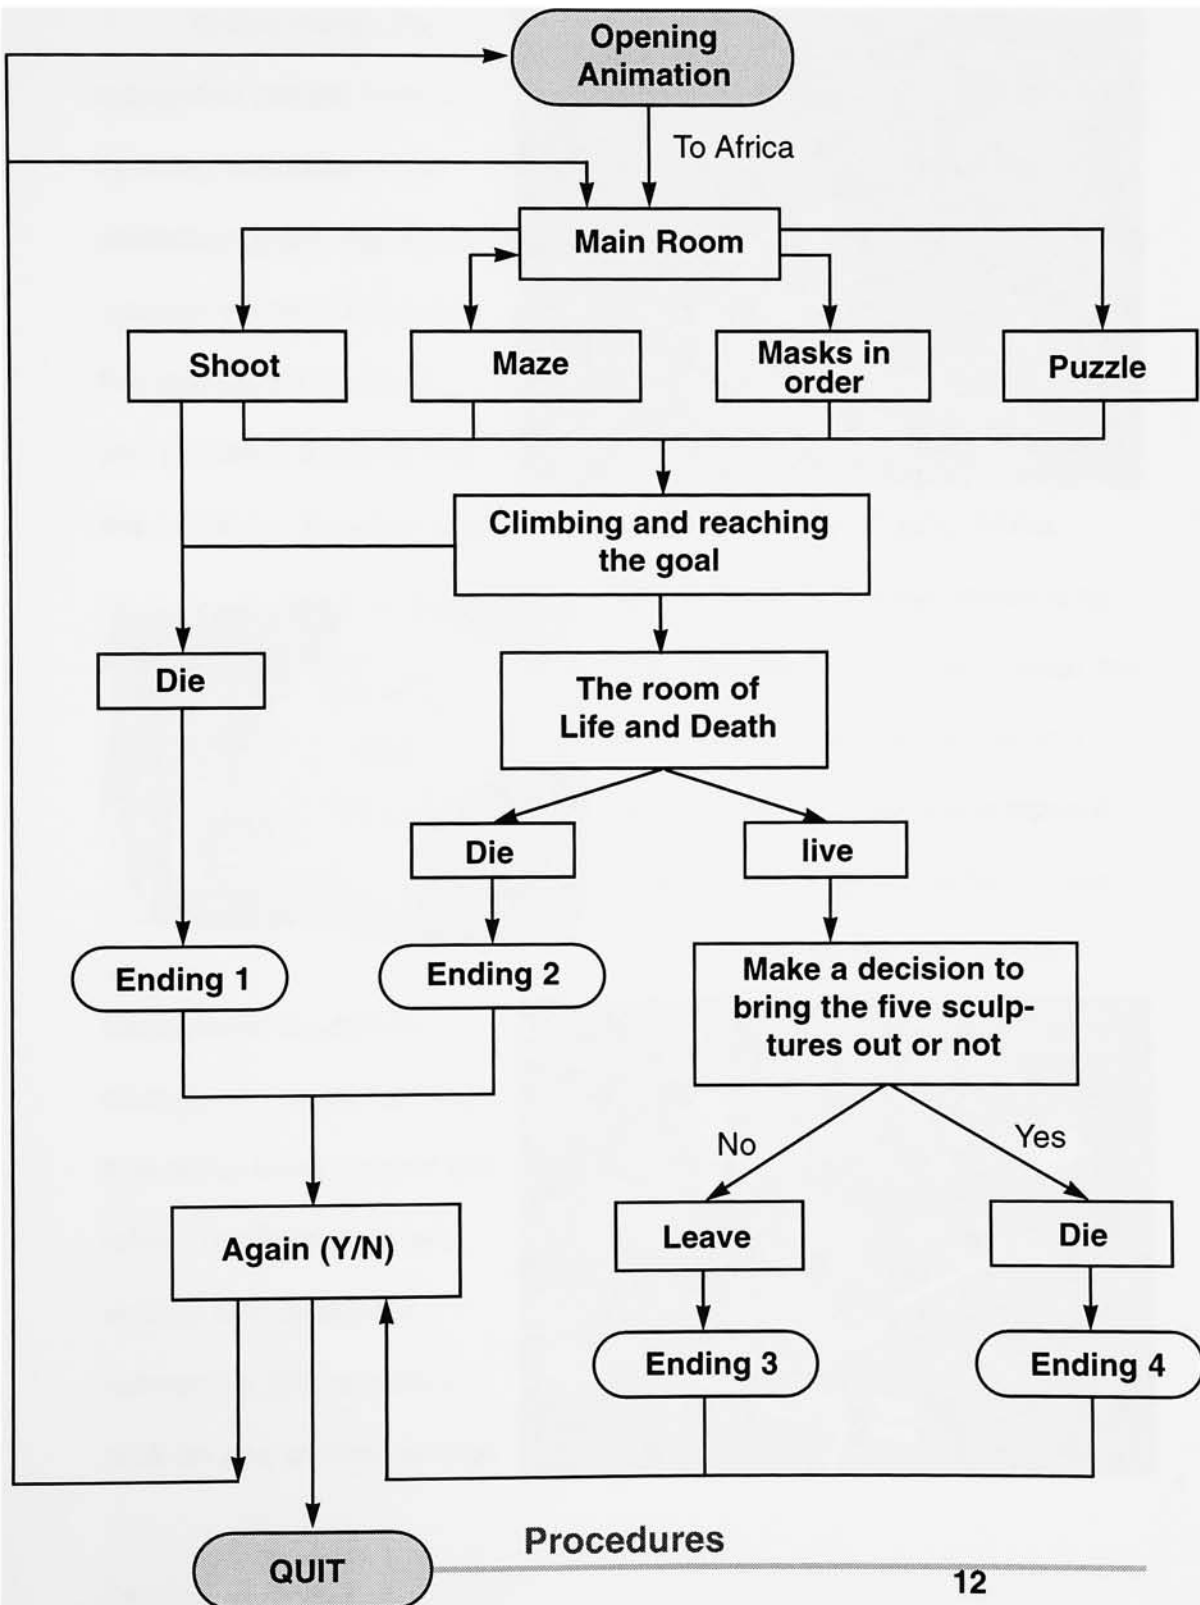 Opening
Animation
To Africa
Main Room
Shoot
Maze
Masks in
order
Puzzle
Climbing and reaching
the goal
Die
The room of
Life and Death
Die
live
Ending 1
Ending 2
Make a decision to
bring the five sculp-
tures out or not
No
Yes
Again (Y/N)
Leave
Die
Ending 3
Ending 4
QUIT
Procedures
12